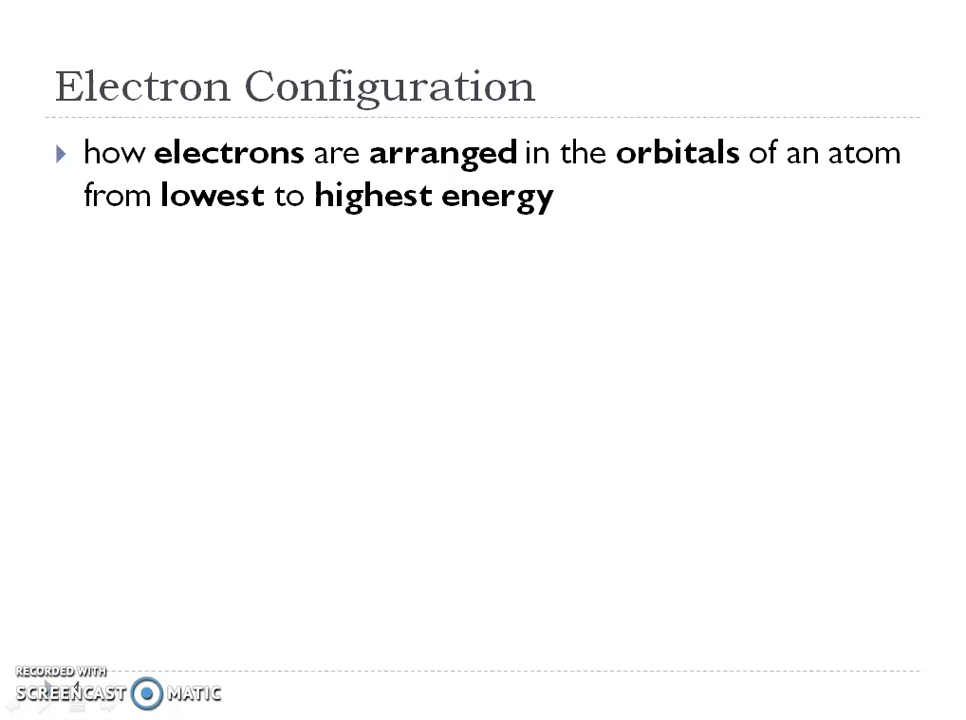 Electron Configuration
how electrons are arranged in the orbitals of an atom
from lowest to highest energy
RECORDED WITH
SCREENCAST MATIC